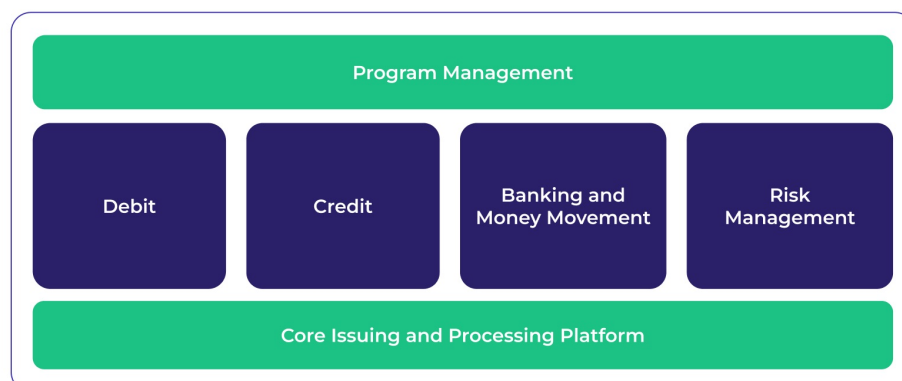 Program Management
Debit
Credit
Banking and
Money Movement
Risk
Management
Core Issuing and Processing Platform